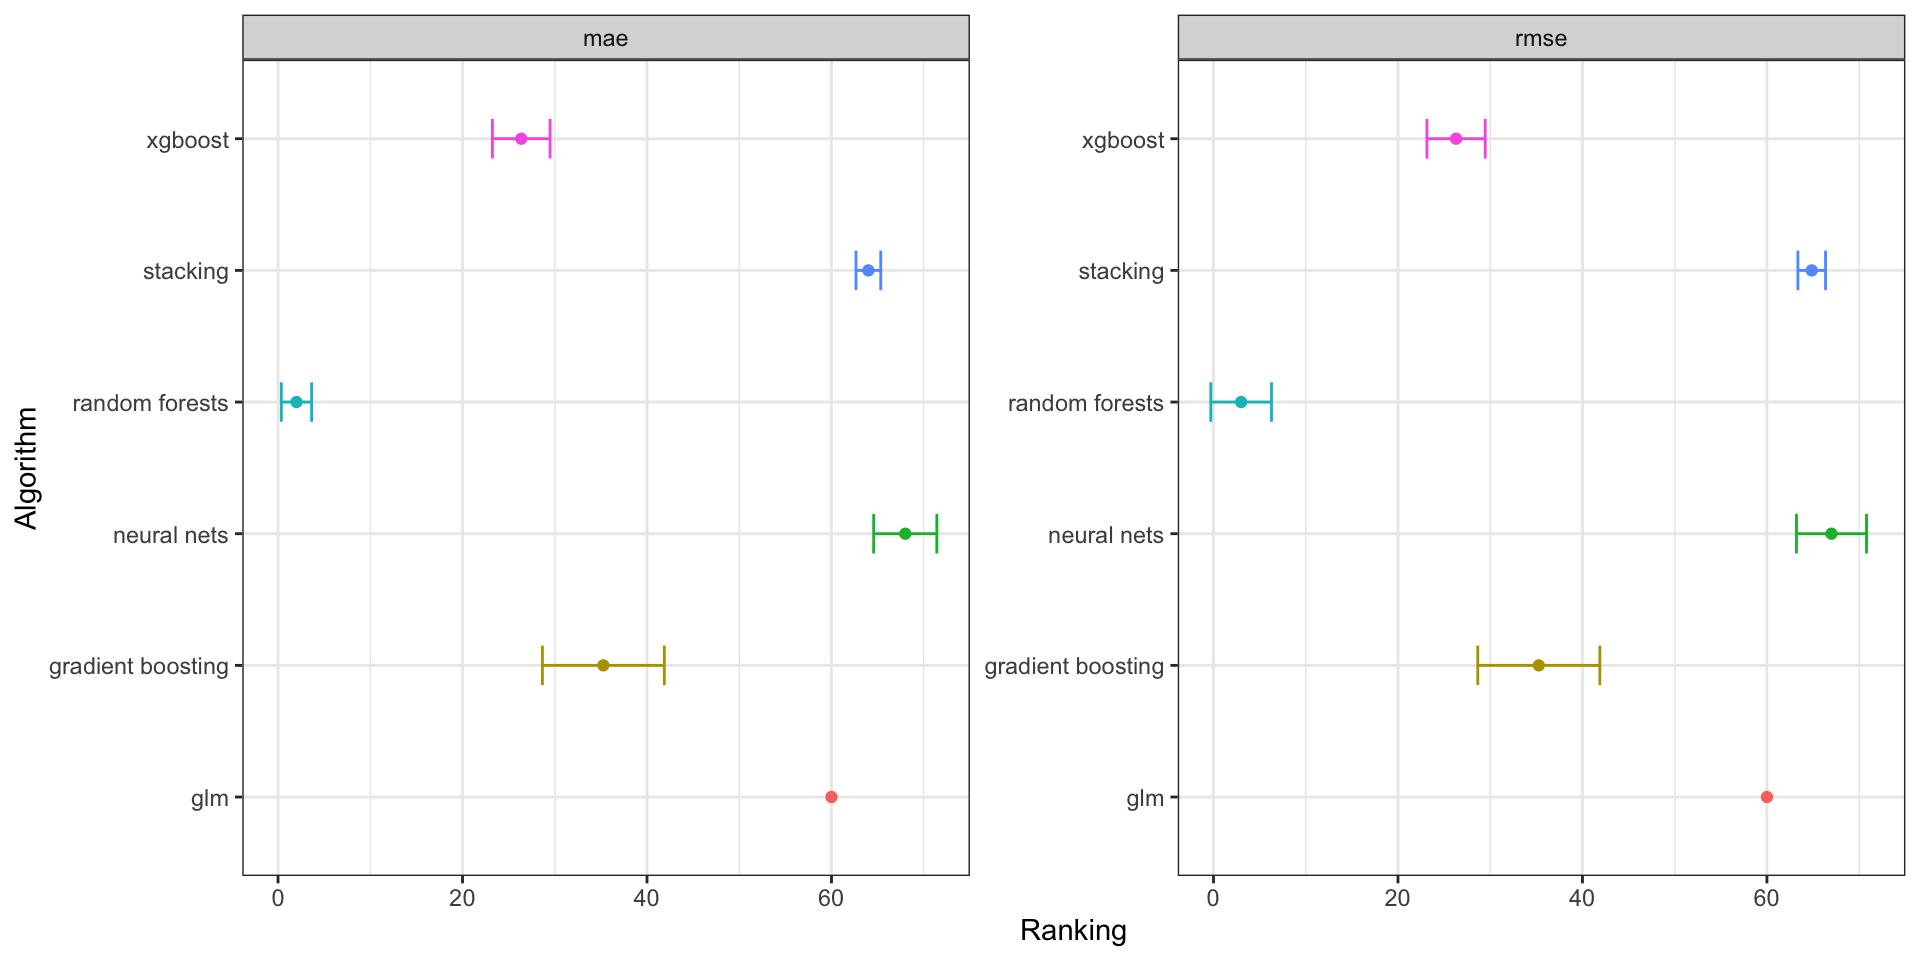 mae
rmse
Algorithm
xgboost
stacking
random forests
neural nets
gradient boosting
glm
0 20 40 60
xgboost
stacking
random forests
neural nets
gradient boosting
glm
0 20 40 60
Ranking